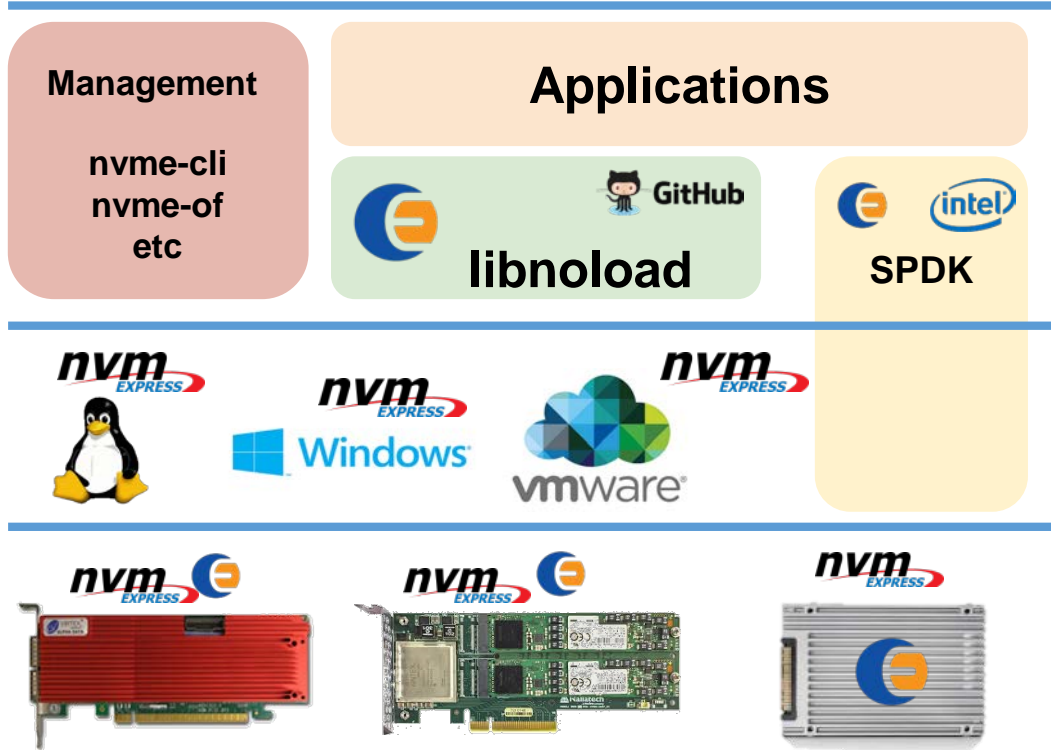 Management
nvme-cli
nvme-of
etc
Applications
GitHub
libnoload
intel
SPDK
nvm
EXPRESS
nvm
EXPRESS
nvm
EXPRESS
Windows
vmware®
nvm
EXPRESS
nvm
EXPRESS
nvm
EXPRESS